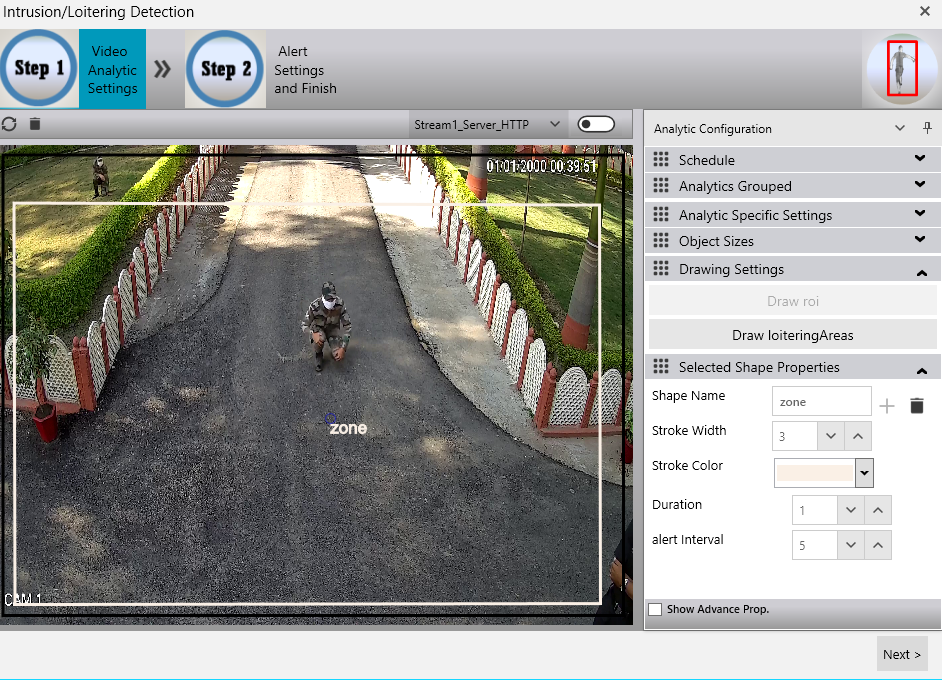 Intrusion/Loitering Detection
Step 1
Video
Analytic
Settings
Step 2
Alert
Settings
and Finish
Stream1_Server_HTTP
Analytic Configuration
01-01-2000 00:39:51
zone
CAM 1
Schedule
Analytics Grouped
Analytic Specific Settings
Object Sizes
Drawing Settings
Draw roi
Draw loiteringAreas
Selected Shape Properties
Shape Name
zone
Stroke Width
3
Stroke Color
Duration
1
alert Interval
5
Show Advance Prop.
Next >